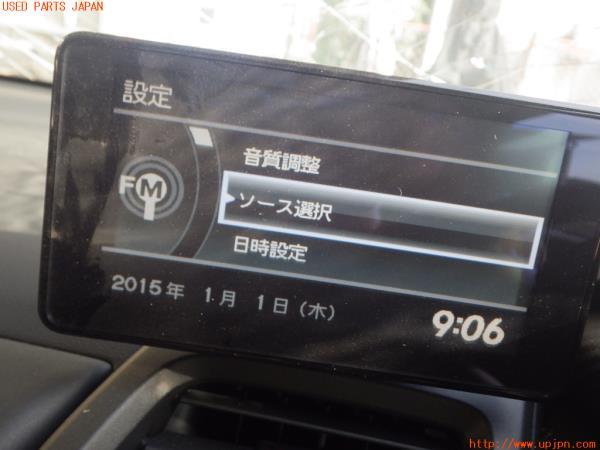 USED PARTS JAPAN
設定
FM
音質調整
ソース選択
日時設定
2015年 1月 1日(木)
9:06
http://www.upjpn.com